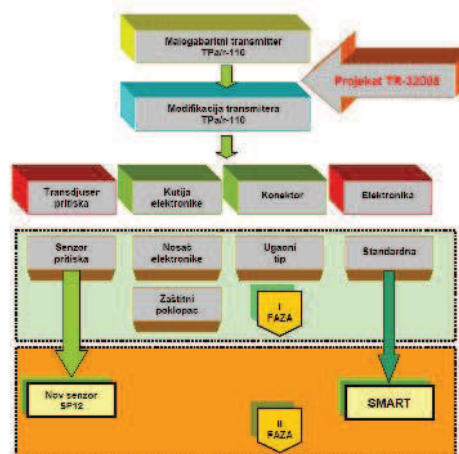 Malogabaritni transmitter
TPa/r-110
Projekat TR-32008
Modifikacija transmitera
TPa/r-110
Transdjuser
pritiska
Kutija
elektronike
Konektor
Elektronika
Senzor
pritiska
Nosač
elektronike
Ugaoni
tip
Standardna
Zaštitni
poklopac
I
FAZA
Nov senzor
SP12
SMART
II
FAZA